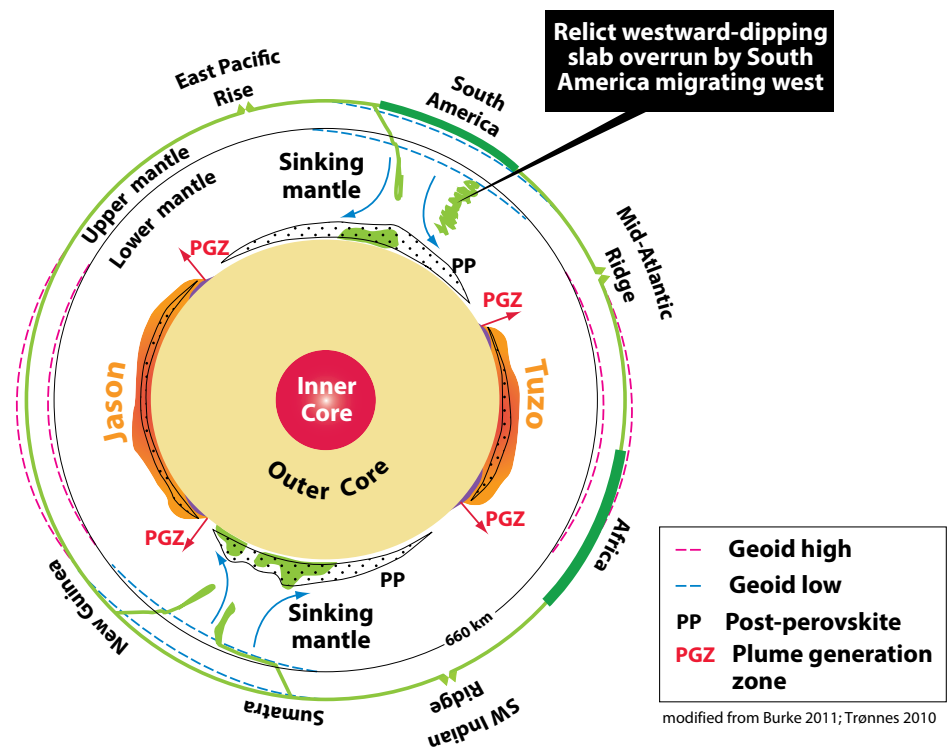 Relict westward-dipping
slab overrun by South
America migrating west
East Pacific
Rise
South
America
Upper mantle
Lower mantle
Sinking
mantle
Mid-Atlantic
Ridge
PGZ
PP
PGZ
Jason
Inner
Core
Tuzo
Outer Core
PGZ
PGZ
PP
Africa
New Guinea
Sinking
mantle
660 km
Sumatra
SW Indian
Ridge
Geoid high
Geoid low
PP Post-perovskite
PGZ Plume generation
zone
modified from Burke 2011; Trønnes 2010